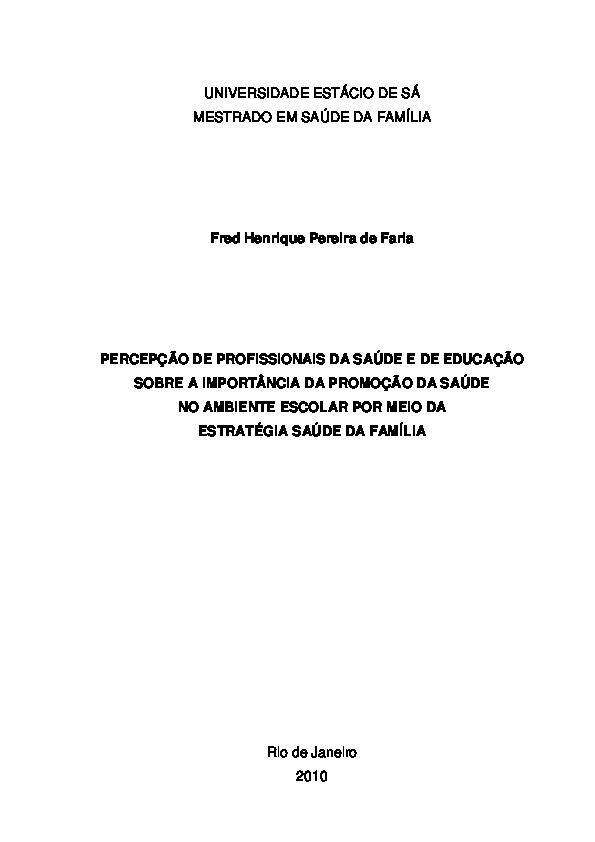 UNIVERSIDADE ESTÁCIO DE SÁ
MESTRADO EM SAÚDE DA FAMÍLIA
Fred Henrique Pereira de Faria
PERCEPÇÃO DE PROFISSIONAIS DA SAÚDE E DE EDUCAÇÃO
SOBRE A IMPORTÂNCIA DA PROMOÇÃO DA SAÚDE
NO AMBIENTE ESCOLAR POR MEIO DA
ESTRATÉGIA SAÚDE DA FAMÍLIA
Rio de Janeiro
2010